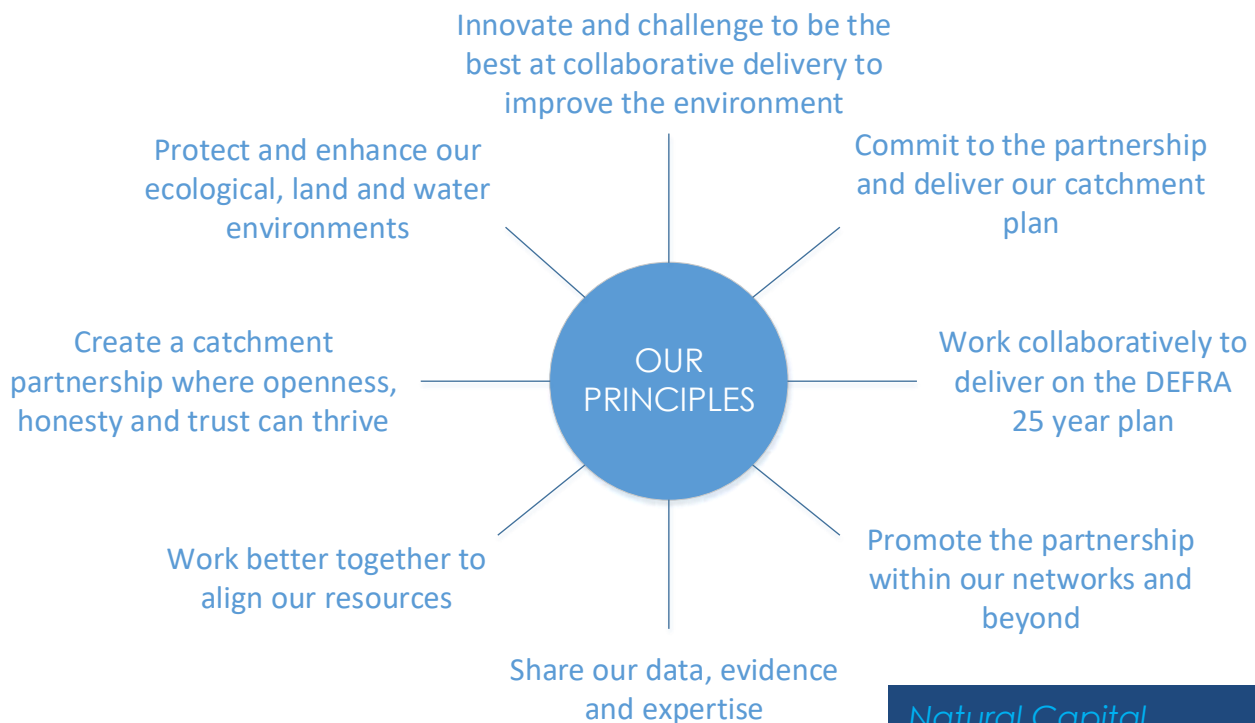 Innovate and challenge to be the
best at collaborative delivery to
improve the environment
Commit to the partnership
and deliver our catchment
plan
Work collaboratively to
deliver on the DEFRA
25 year plan
Promote the partnership
within our networks and
beyond
Share our data, evidence
and expertise
Work better together to
align our resources
Create a catchment
partnership where openness,
honesty and trust can thrive
Protect and enhance our
ecological, land and water
environments
OUR
PRINCIPLES
Natural Capital